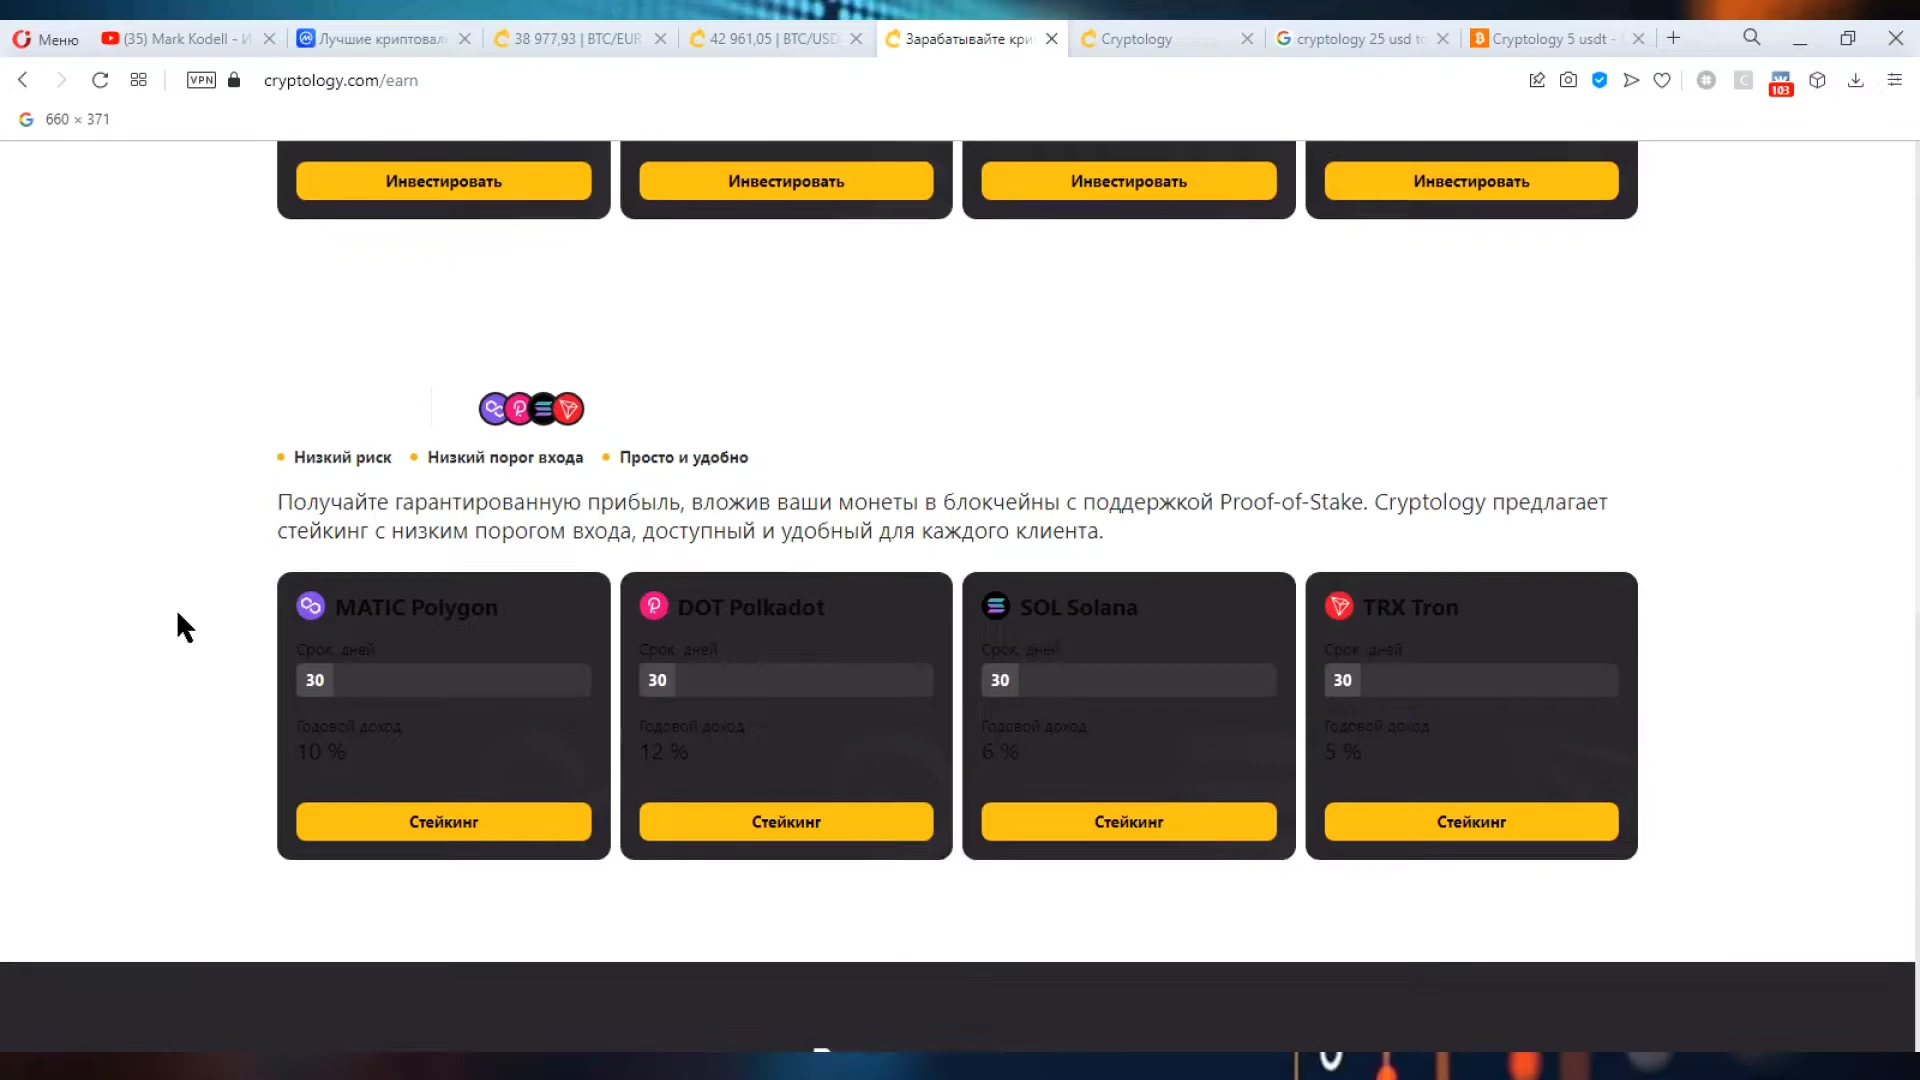 Меню
(35) Mark Kodell - И
Лучшие криптовал
38 977,93 | BTC/EUR
42 961,05 | BTC/USD
Зарабатывайте кри
Cryptology
cryptology 25 usd to
Cryptology 5 usdt -
VPN
cryptology.com/earn
103
660 × 371
Инвестировать
Инвестировать
Инвестировать
Инвестировать
Низкий риск
Низкий порог входа
Просто и удобно
Получайте гарантированную прибыль, вложив ваши монеты в блокчейны с поддержкой Proof-of-Stake. Cryptology предлагает
стейкинг с низким порогом входа, доступный и удобный для каждого клиента.
MATIC Polygon
DOT Polkadot
SOL Solana
TRX Tron
Срок, дней
Срок, дней
Срок, дней
Срок, дней
30
30
30
30
Годовой доход
Годовой доход
Годовой доход
Годовой доход
10 %
12 %
6 %
5 %
Стейкинг
Стейкинг
Стейкинг
Стейкинг